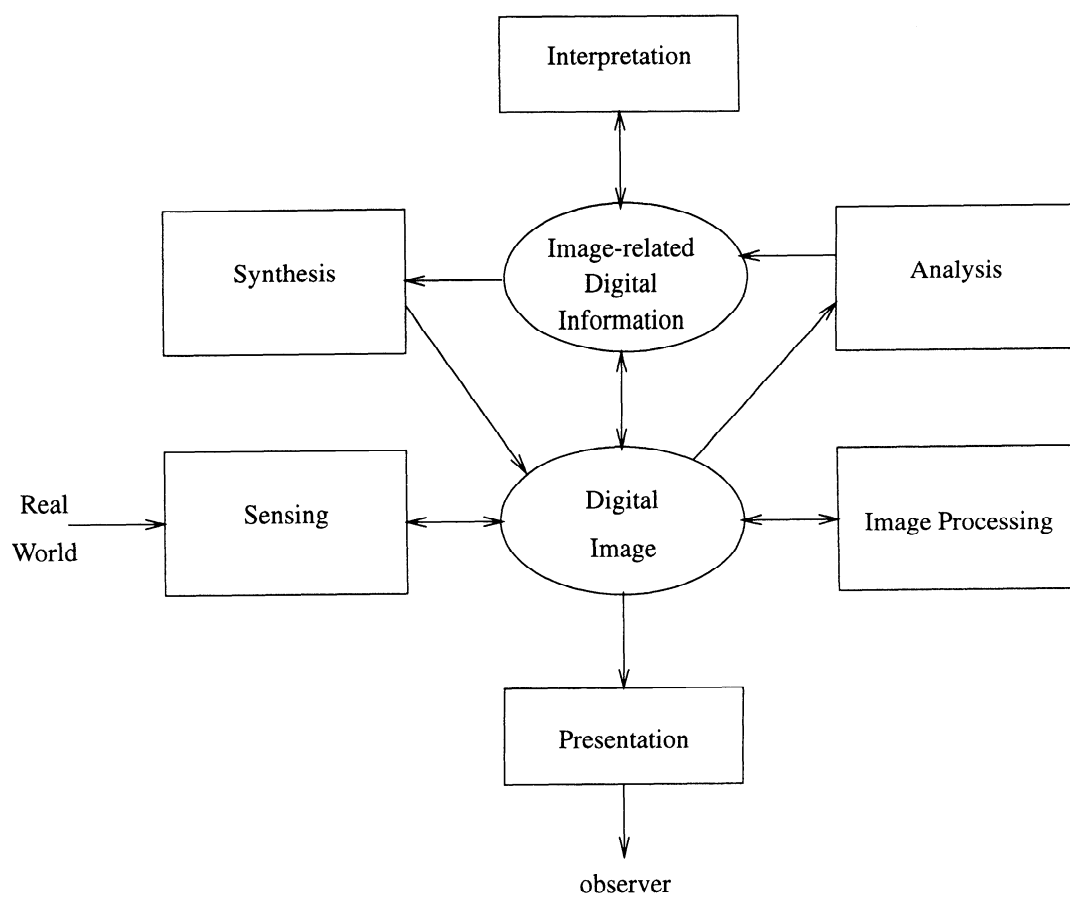 Interpretation
Synthesis
Image-related
Digital
Information
Analysis
Real
World
Sensing
Digital
Image
Image Processing
Presentation
observer